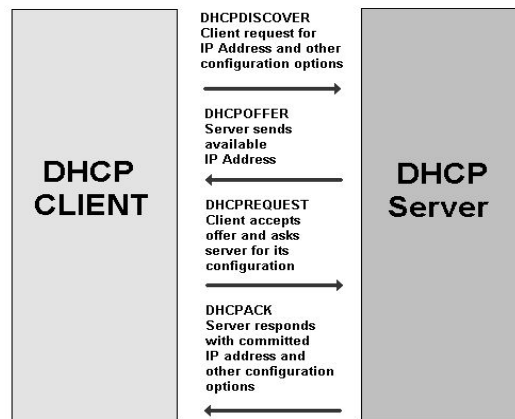 DHCP
CLIENT
DHCPDISCOVER
Client request for
IP Address and other
configuration options
DHCPOFFER
Server sends
available
IP Address
DHCPREQUEST
Client accepts
offer and asks
server for its
configuration
DHCPACK
Server responds
with committed
IP address and
other configuration
options
DHCP
Server